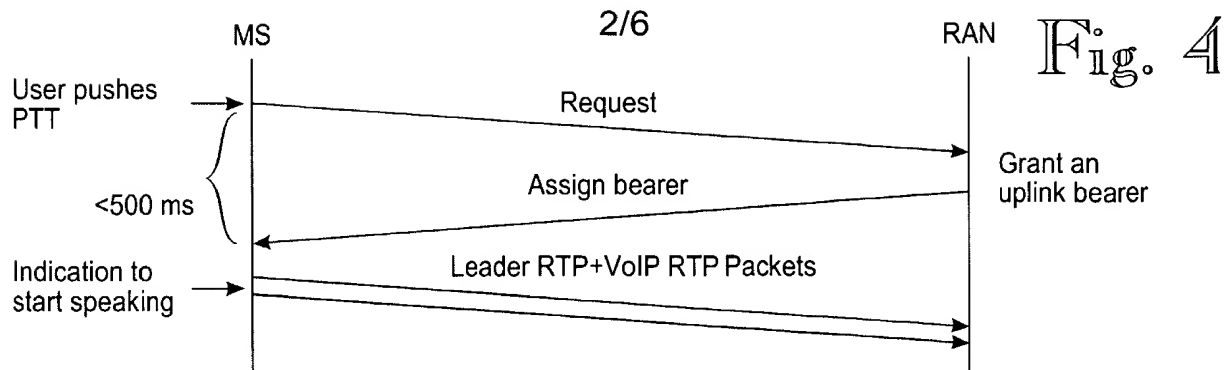 2/6
Fig. 4
MS
RAN
User pushes
PTT
Request
Grant an
uplink bearer
Assign bearer
<500 ms
Leader RTP+VoIP RTP Packets
Indication to
start speaking